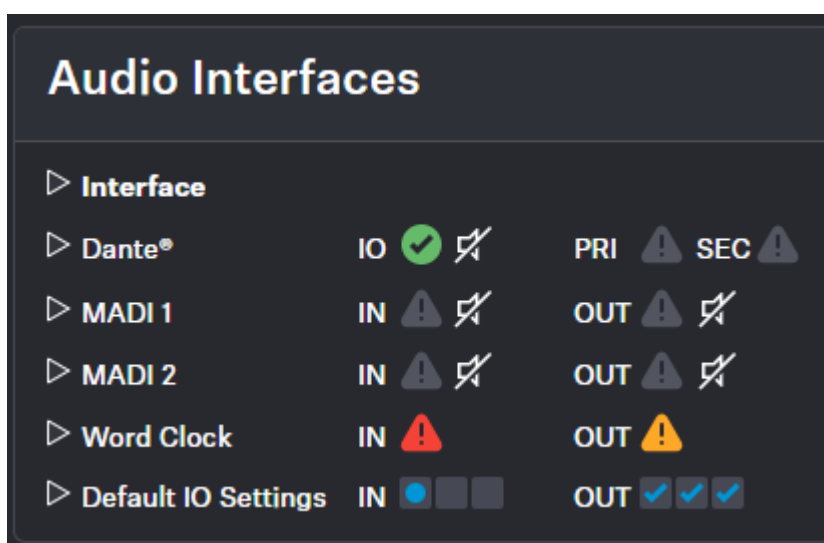 Audio Interfaces
Interface
Dante® IO PRI SEC
MADI 1 IN OUT
MADI 2 IN OUT
Word Clock IN OUT
Default IO Settings IN OUT